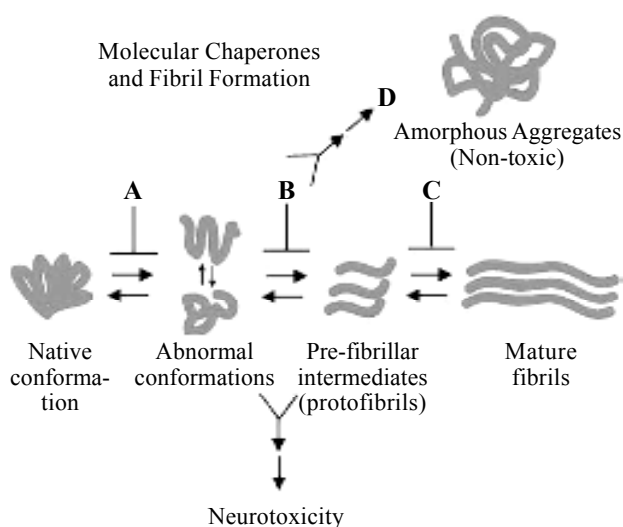 Molecular Chaperones
and Fibril Formation
D
Amorphous Aggregates
(Non-toxic)
A
B
C
Native
conforma-
tion
Abnormal
conformations
Pre-fibrillar
intermediates
(protofibrils)
Mature
fibrils
Neurotoxicity